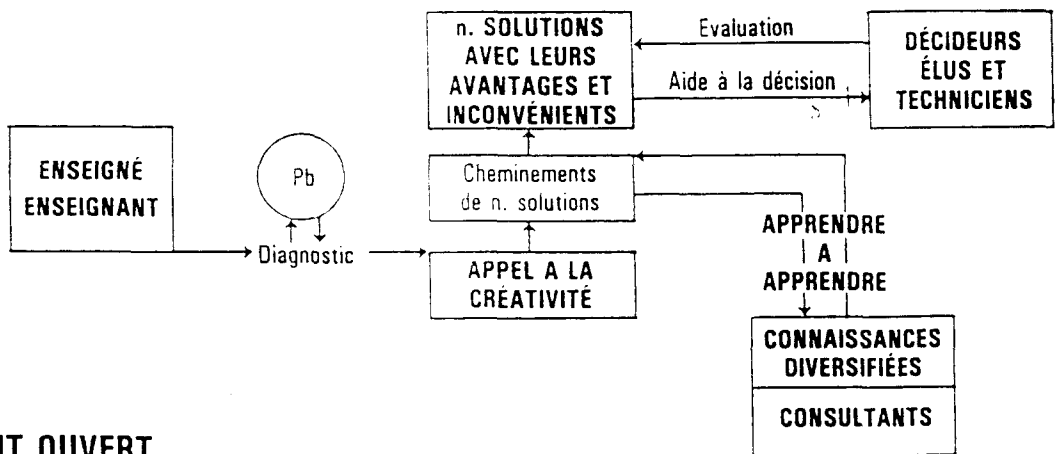 n. SOLUTIONS
AVEC LEURS
AVANTAGES ET
INCONVÉNIENTS
Evaluation
Aide à la décision
DÉCIDEURS
ÉLUS ET
TECHNICIENS
ENSEIGNÉ
ENSEIGNANT
Pb
Diagnostic
Cheminements
de n. solutions
APPEL A LA
CRÉATIVITÉ
APPRENDRE
A
APPRENDRE
CONNAISSANCES
DIVERSIFIÉES
CONSULTANTS
OUVERT